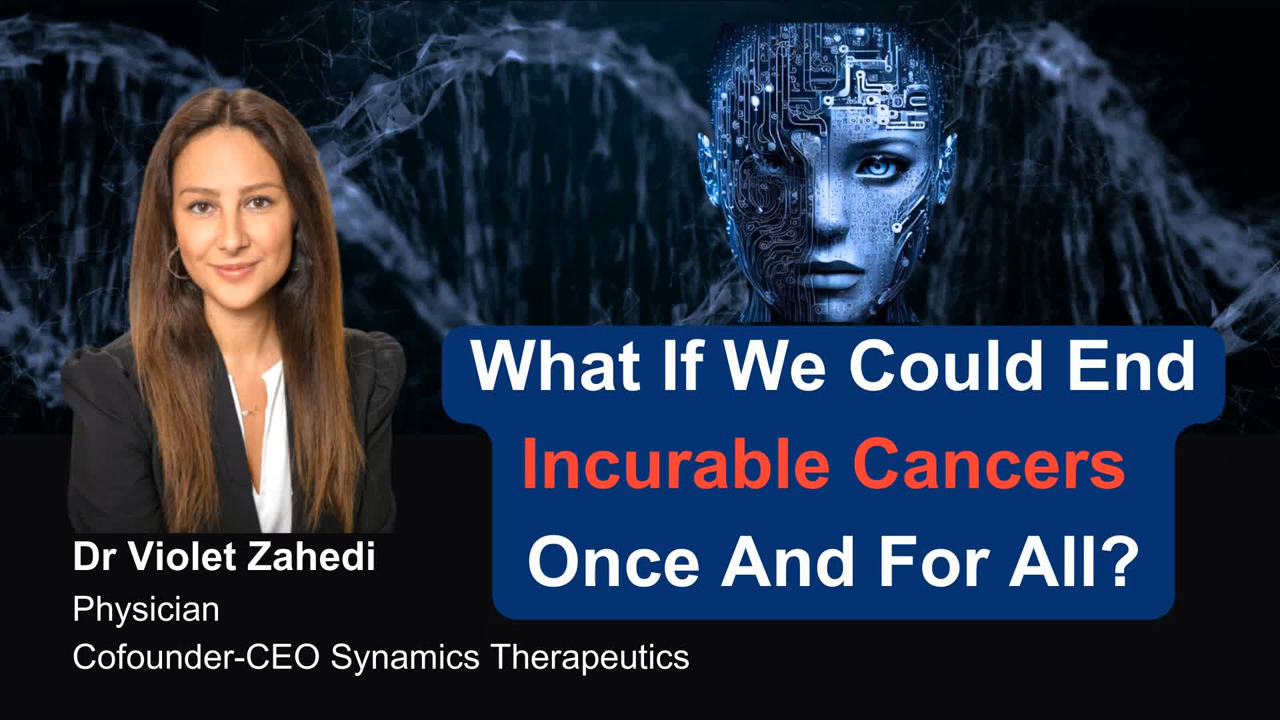 What If We Could End
Incurable Cancers
Once And For All?
Dr Violet Zahedi
Physician
Cofounder-CEO Synamics Therapeutics